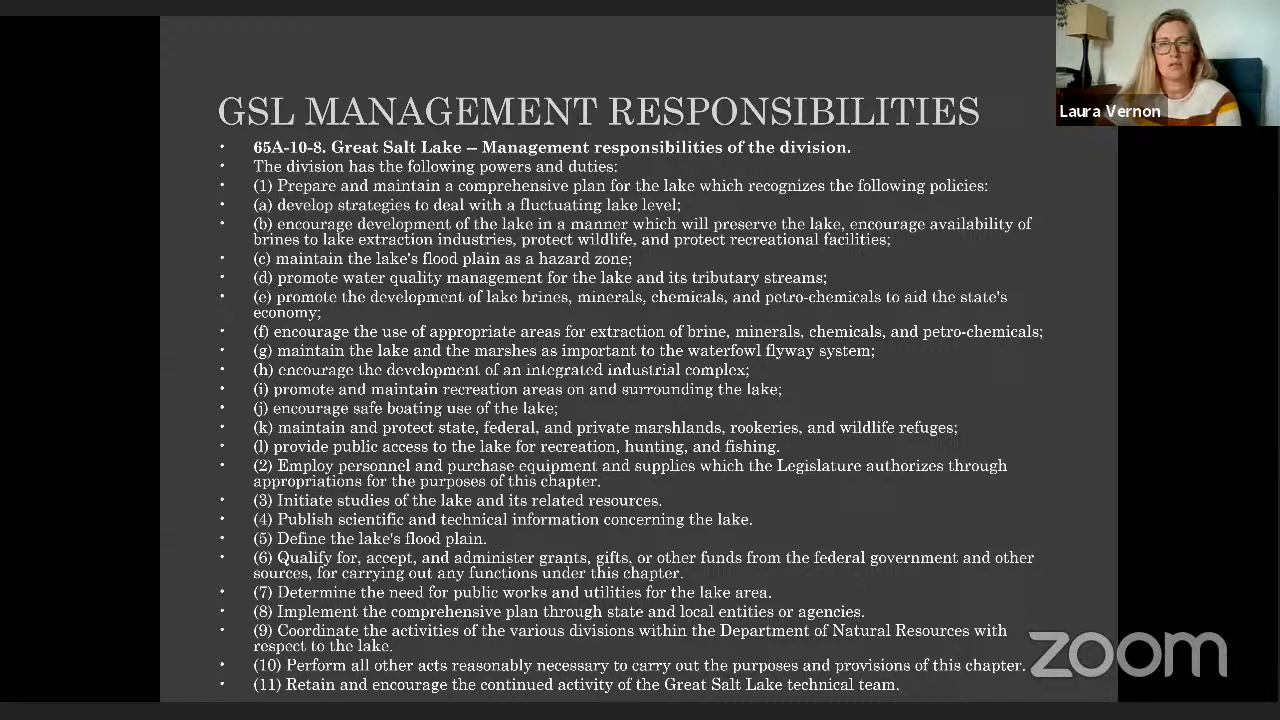 GSL MANAGEMENT RESPONSIBILITIES
Laura Vernon
• 65A-10-8. Great Salt Lake – Management responsibilities of the division.
• The division has the following powers and duties:
• (1) Prepare and maintain a comprehensive plan for the lake which recognizes the following policies:
• (a) develop strategies to deal with a fluctuating lake level;
• (b) encourage development of the lake in a manner which will preserve the lake, encourage availability of
brines to lake extraction industries, protect wildlife, and protect recreational facilities;
• (c) maintain the lake's flood plain as a hazard zone;
• (d) promote water quality management for the lake and its tributary streams;
• (e) promote the development of lake brines, minerals, chemicals, and petro-chemicals to aid the state's
economy;
• (f) encourage the use of appropriate areas for extraction of brine, minerals, chemicals, and petro-chemicals;
• (g) maintain the lake and the marshes as important to the waterfowl flyway system;
• (h) encourage the development of an integrated industrial complex;
• (i) promote and maintain recreation areas on and surrounding the lake;
• (j) encourage safe boating use of the lake;
• (k) maintain and protect state, federal, and private marshlands, rookeries, and wildlife refuges;
• (l) provide public access to the lake for recreation, hunting, and fishing.
• (2) Employ personnel and purchase equipment and supplies which the Legislature authorizes through
appropriations for the purposes of this chapter.
• (3) Initiate studies of the lake and its related resources.
• (4) Publish scientific and technical information concerning the lake.
• (5) Define the lake's flood plain.
• (6) Qualify for, accept, and administer grants, gifts, or other funds from the federal government and other
sources, for carrying out any functions under this chapter.
• (7) Determine the need for public works and utilities for the lake area.
• (8) Implement the comprehensive plan through state and local entities or agencies.
• (9) Coordinate the activities of the various divisions within the Department of Natural Resources with
respect to the lake.
• (10) Perform all other acts reasonably necessary to carry out the purposes and provisions of this chapter.
• (11) Retain and encourage the continued activity of the Great Salt Lake technical team.
zoom